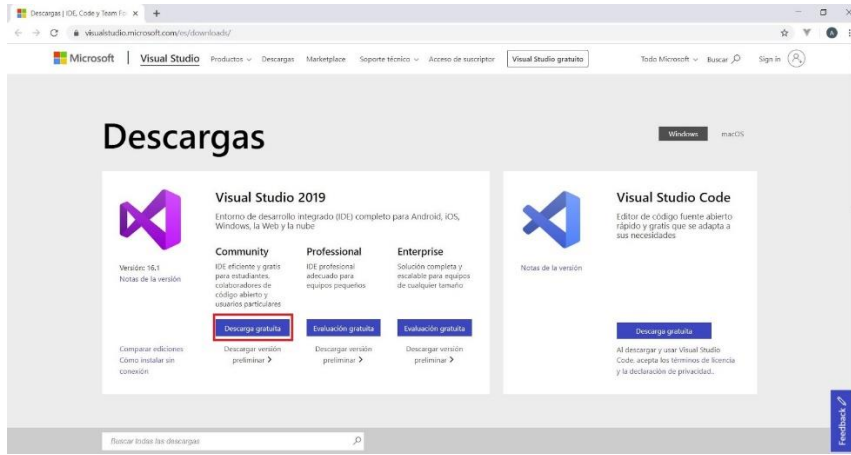 Descargas | IDE, Code y Team Fo
visualstudio.microsoft.com/es/downloads/
Microsoft Visual Studio Productos Descargas Marketplace Soporte técnico Acceso de suscriptor Visual Studio gratuito Todo Microsoft Buscar Sign in
Descargas
Windows macOS
Visual Studio 2019
Entorno de desarrollo integrado (IDE) completo para Android, iOS,
Windows, la Web y la nube
Versión: 16.1
Notas de la versión
Comparar ediciones
Cómo instalar sin
conexión
Community
IDE eficiente y gratis
para estudiantes,
colaboradores de
código abierto y
usuarios particulares
Descarga gratuita
Descargar versión
preliminar
Professional
IDE profesional
adecuado para
equipos pequeños
Evaluación gratuita
Descargar versión
preliminar
Enterprise
Solución completa y
escalable para equipos
de cualquier tamaño
Evaluación gratuita
Descargar versión
preliminar
Visual Studio Code
Editor de código fuente abierto
rápido y gratis que se adapta a
sus necesidades
Notas de la versión
Descarga gratuita
Al descargar y usar Visual Studio
Code, acepta los términos de licencia
y la declaración de privacidad..
Feedback
Buscar todas las descargas